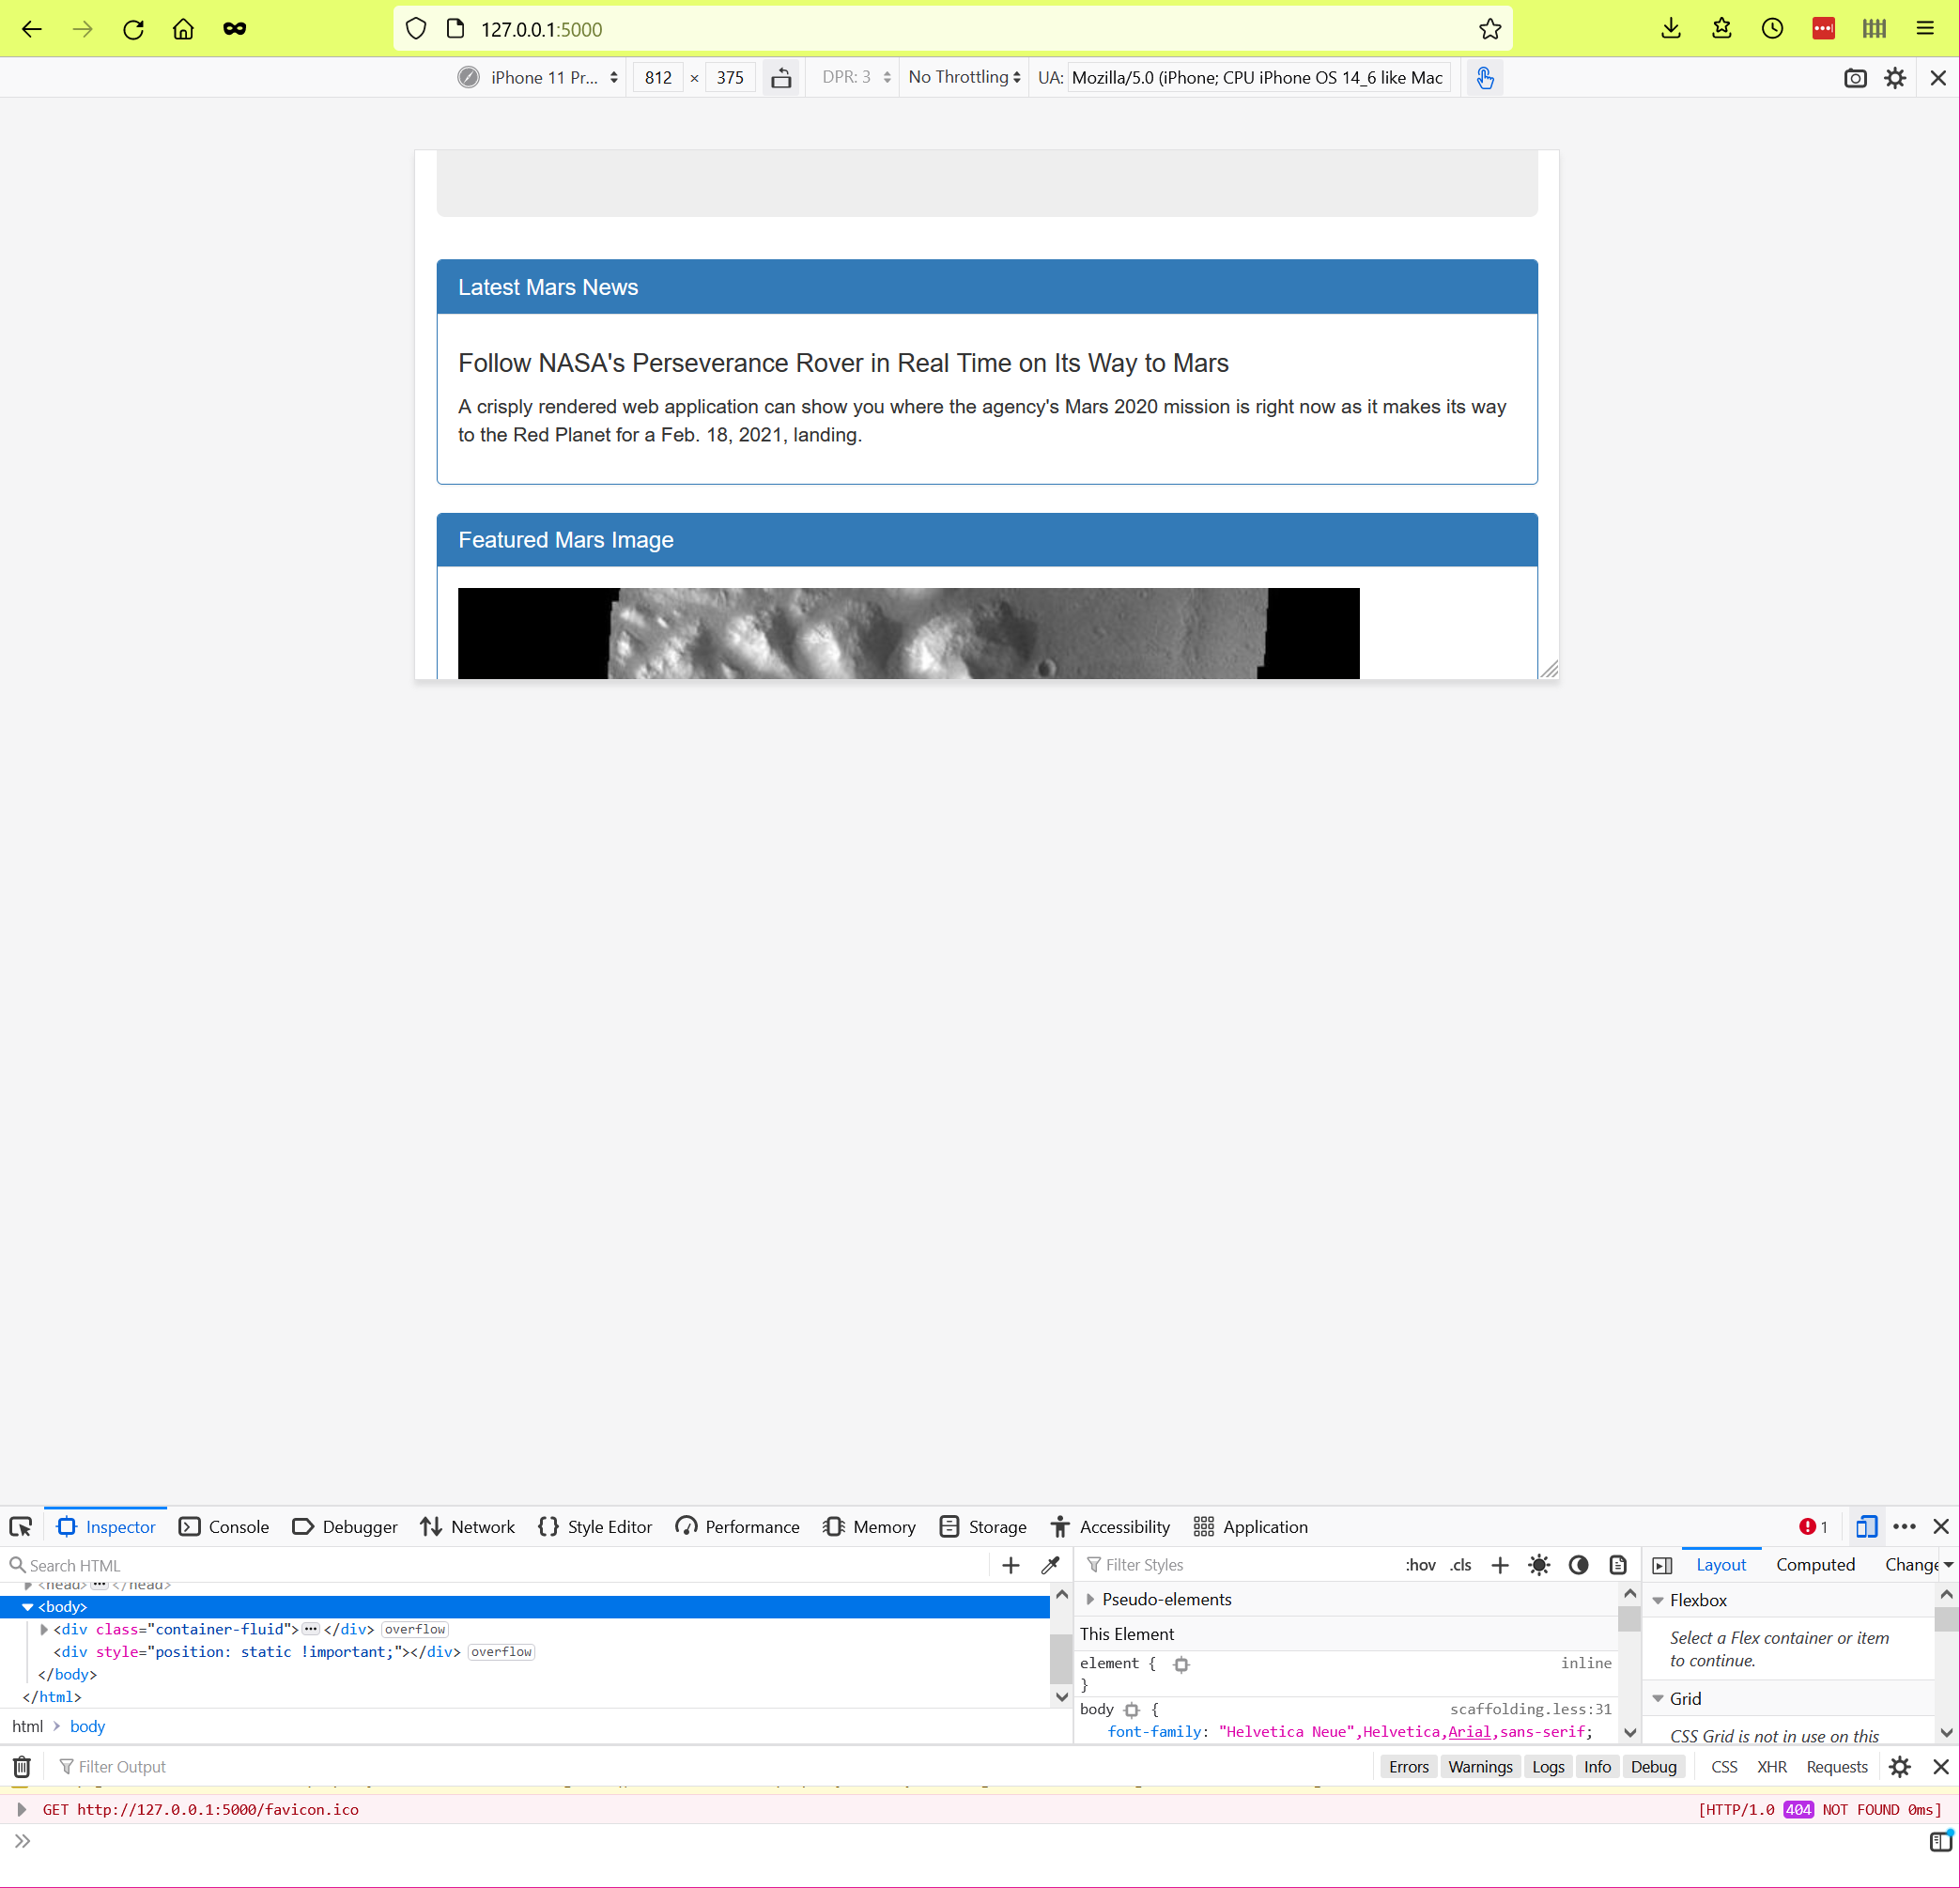 127.0.0.1:5000
iPhone 11 Pr... 812 × 375 DPR: 3 No Throttling UA: Mozilla/5.0 (iPhone; CPU iPhone OS 14_6 like Mac
Latest Mars News
Follow NASA's Perseverance Rover in Real Time on Its Way to Mars
A crisply rendered web application can show you where the agency's Mars 2020 mission is right now as it makes its way
to the Red Planet for a Feb. 18, 2021, landing.
Featured Mars Image
Inspector Console Debugger Network Style Editor Performance Memory Storage Accessibility Application 1
Search HTML
<head> ... </head>
<body>
<div class="container-fluid"> ... </div> overflow
<div style="position: static !important;"></div> overflow
</body>
</html>
html > body
Filter Styles :hov .cls
Pseudo-elements
This Element
element { inline
}
body { scaffolding.less:31
font-family: "Helvetica Neue",Helvetica,Arial,sans-serif;
Layout Computed Change
Flexbox
Select a Flex container or item
to continue.
Grid
CSS Grid is not in use on this
Filter Output Errors Warnings Logs Info Debug CSS XHR Requests
GET http://127.0.0.1:5000/favicon.ico [HTTP/1.0 404 NOT FOUND 0ms]